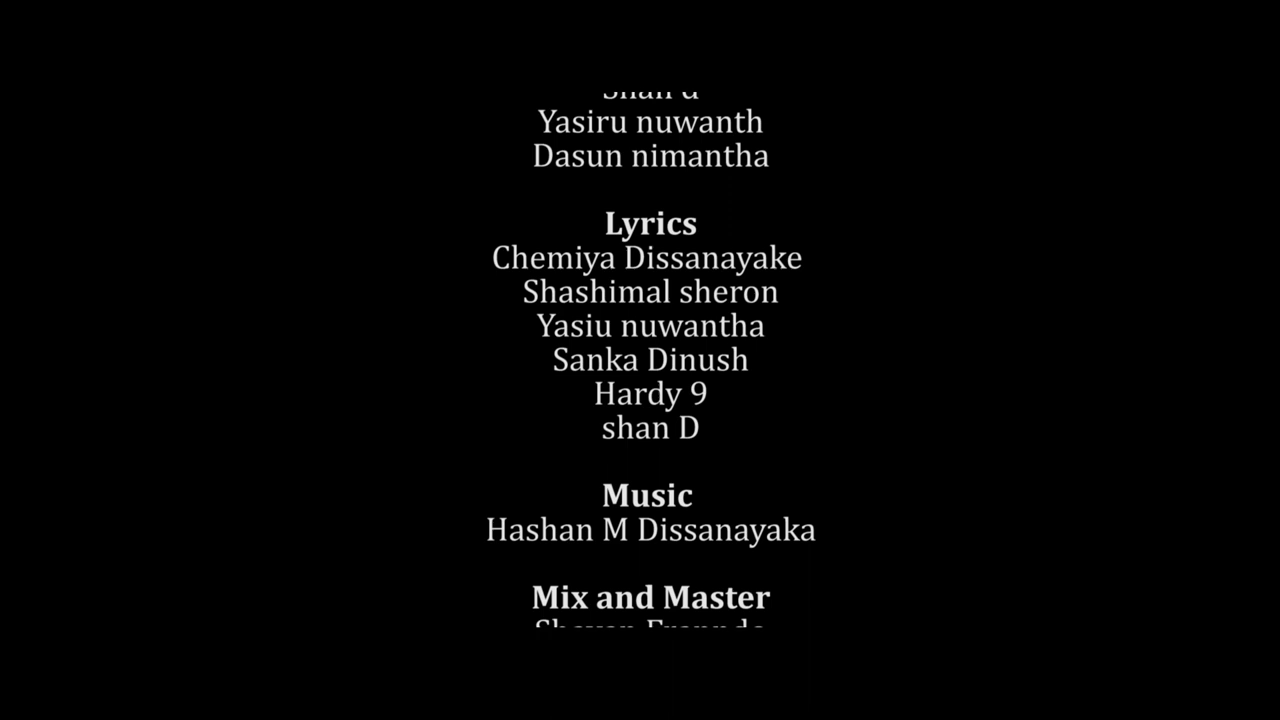 Yasiru nuwanth
Dasun nimantha
Lyrics
Chemiya Dissanayake
Shashimal sheron
Yasiu nuwantha
Sanka Dinush
Hardy 9
shan D
Music
Hashan M Dissanayaka
Mix and Master